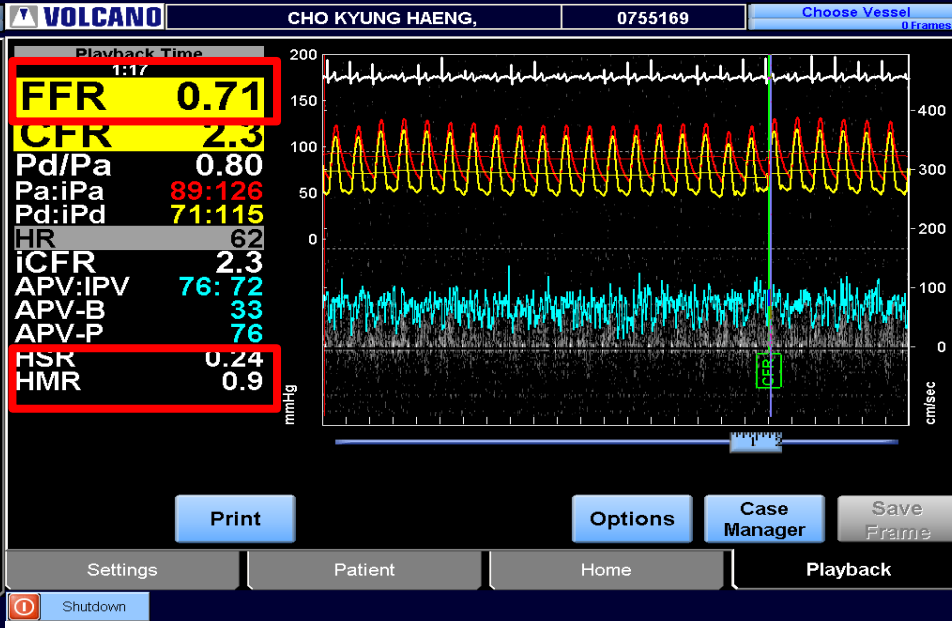 VOLCANO CHO KYUNG HAENG, 0755169 Choose Vessel
0 Frames
Playback Time
1:17
FFR 0.71
CFR 2.3
Pd/Pa 0.80
Pa:iPa 89:126
Pd:iPd 71:115
HR 62
iCFR 2.3
APV:IPV 76: 72
APV-B 33
APV-P 76
HSR 0.24
HMR 0.9
200
150
100
50
0
mmHg
400
300
200
100
0
cm/sec
CFR
1 2
Print Options Case Manager Save Frame
Settings Patient Home Playback
Shutdown